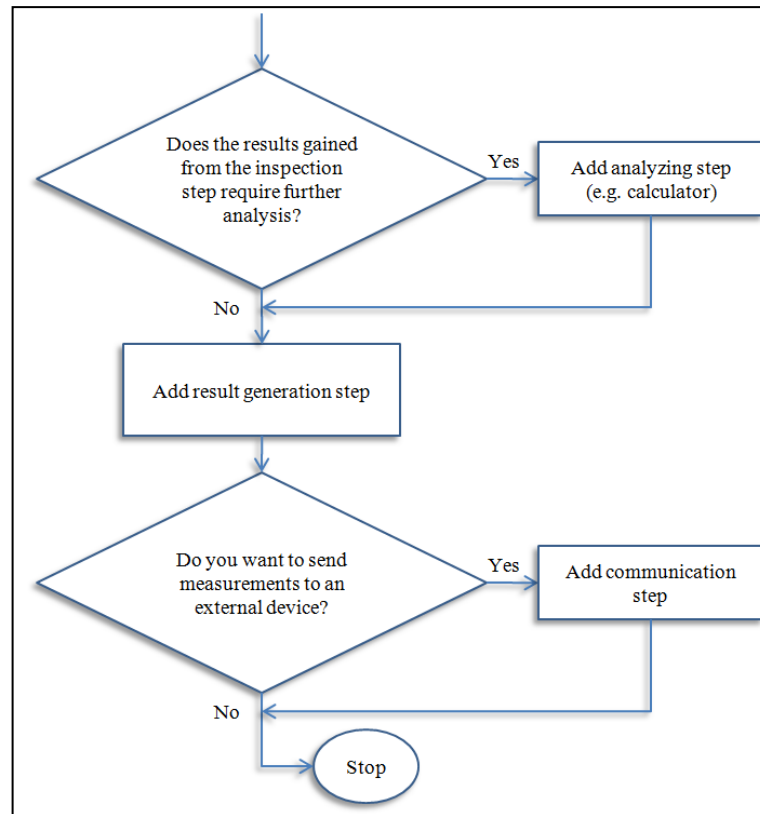 Does the results gained
from the inspection
step require further
analysis?
Yes
Add analyzing step
(e.g. calculator)
No
Add result generation step
Do you want to send
measurements to an
external device?
Yes
Add communication
step
No
Stop